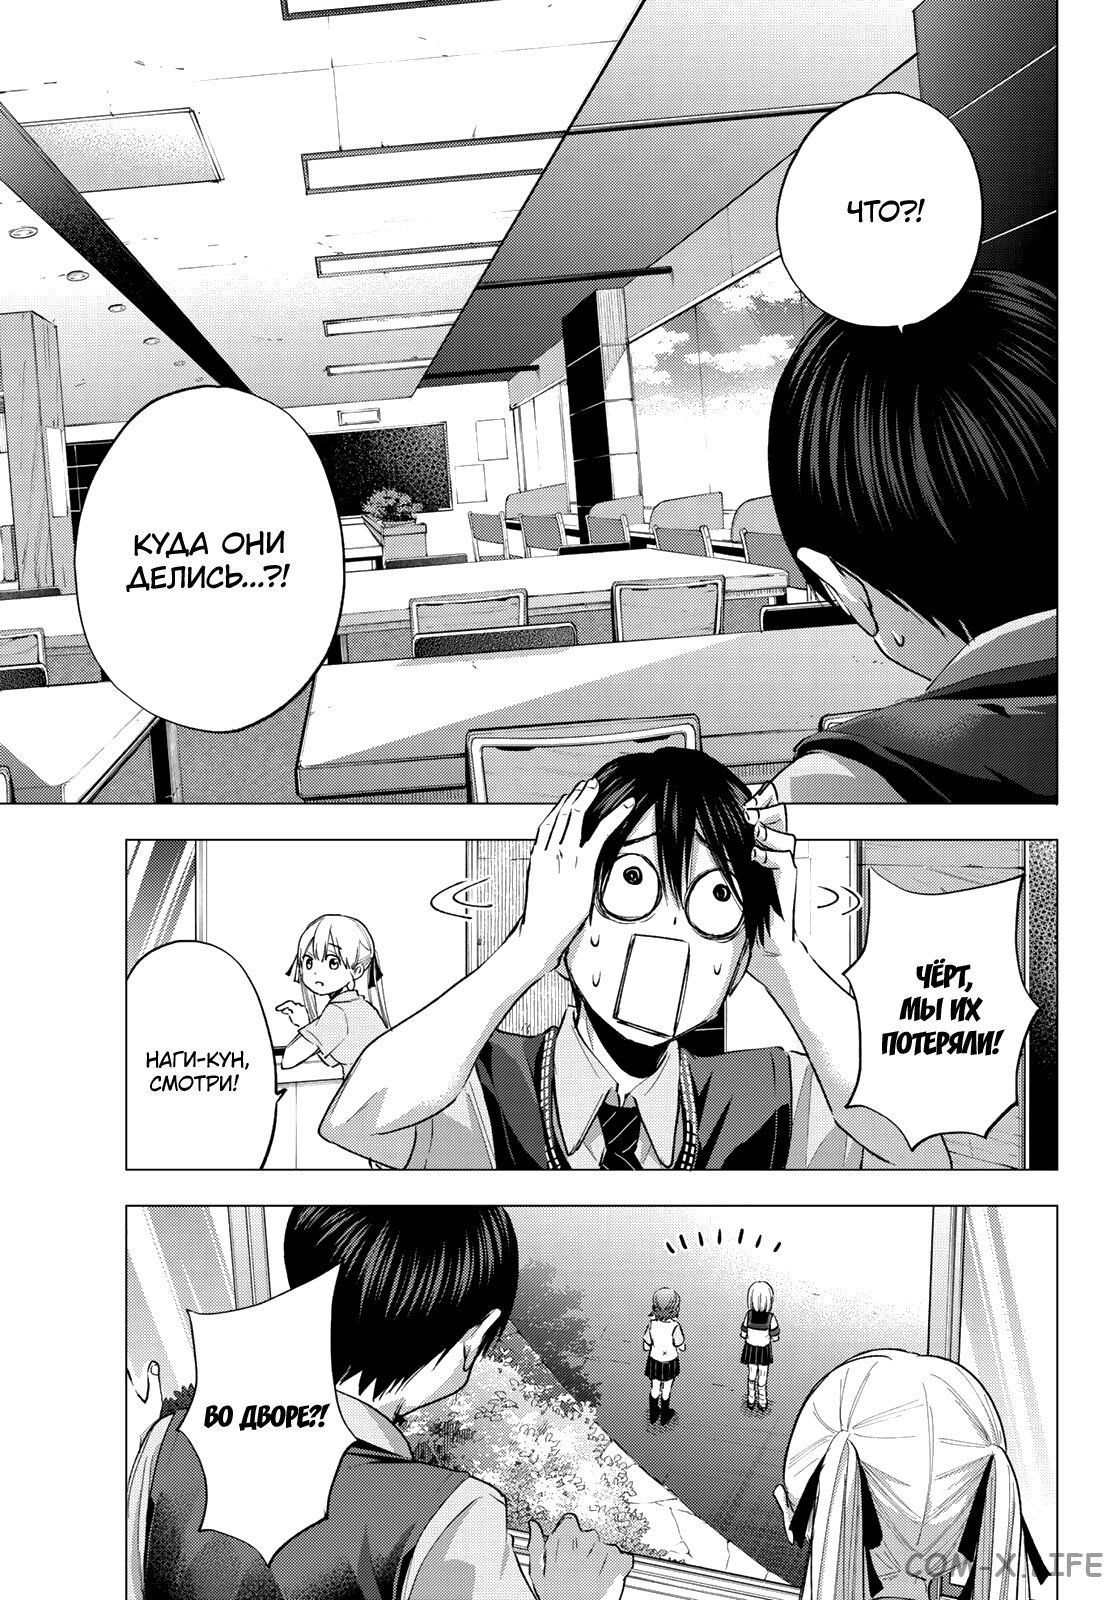 ЧТО?!
КУДА ОНИ
ДЕЛИСЬ...?!
ЧЁРТ,
МЫ ИХ
ПОТЕРЯЛИ!
НАГИ-КУН,
СМОТРИ!
ВО ДВОРЕ?!
COM-X.LIFE